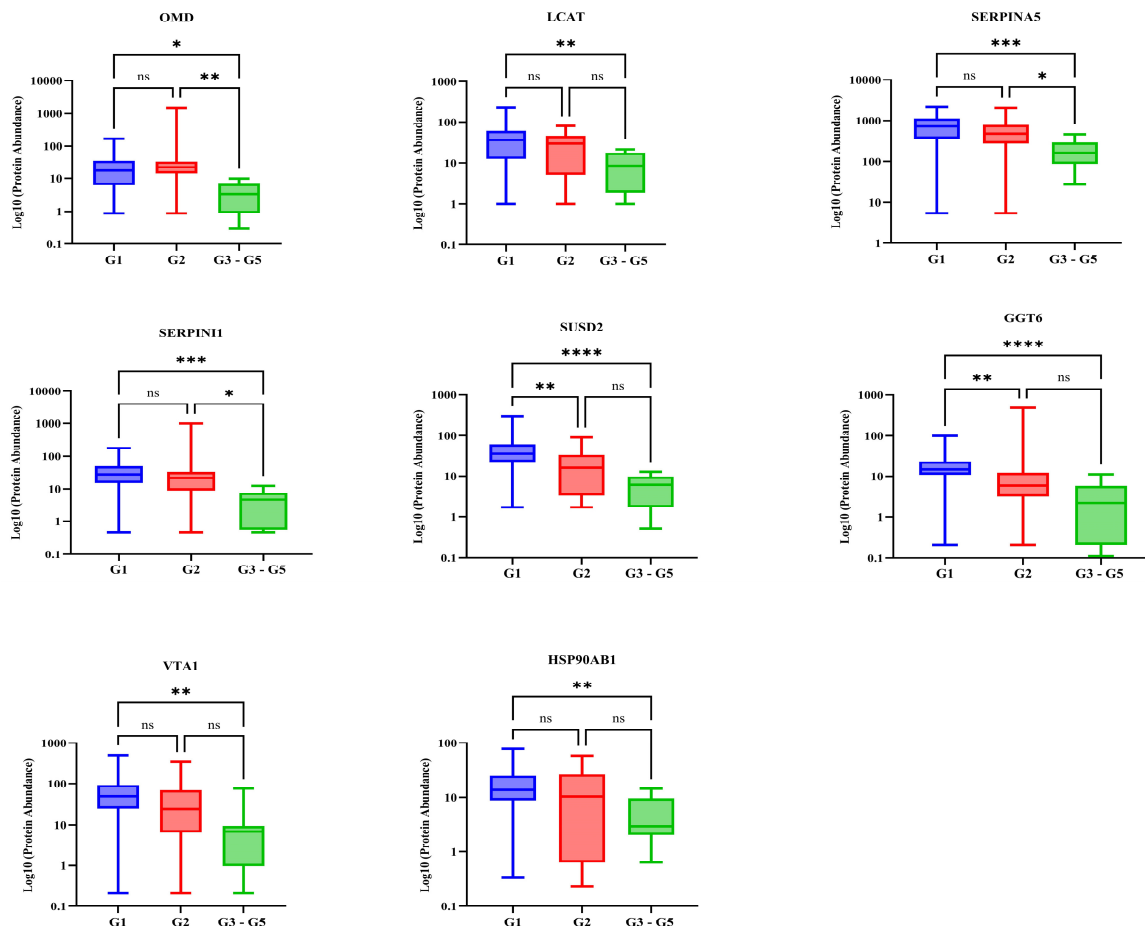 OMD
*
ns
**
Log10 (Protein Abundance)
10000
1000
100
10
1
0.1
G1 G2 G3 - G5
LCAT
**
ns
ns
Log10 (Protein Abundance)
1000
100
10
1
0.1
G1 G2 G3 - G5
SERPINA5
***
ns
*
Log10 (Protein Abundance)
10000
1000
100
10
1
G1 G2 G3 - G5
SERPINI1
***
ns
*
Log10 (Protein Abundance)
10000
1000
100
10
1
0.1
G1 G2 G3 - G5
SUSD2
****
**
ns
Log10 (Protein Abundance)
1000
100
10
1
0.1
G1 G2 G3 - G5
GGT6
****
**
ns
Log10 (Protein Abundance)
1000
100
10
1
0.1
G1 G2 G3 - G5
VTA1
**
ns
ns
Log10 (Protein Abundance)
1000
100
10
1
0.1
G1 G2 G3 - G5
HSP90AB1
**
ns
ns
Log10 (Protein Abundance)
100
10
1
0.1
G1 G2 G3 - G5